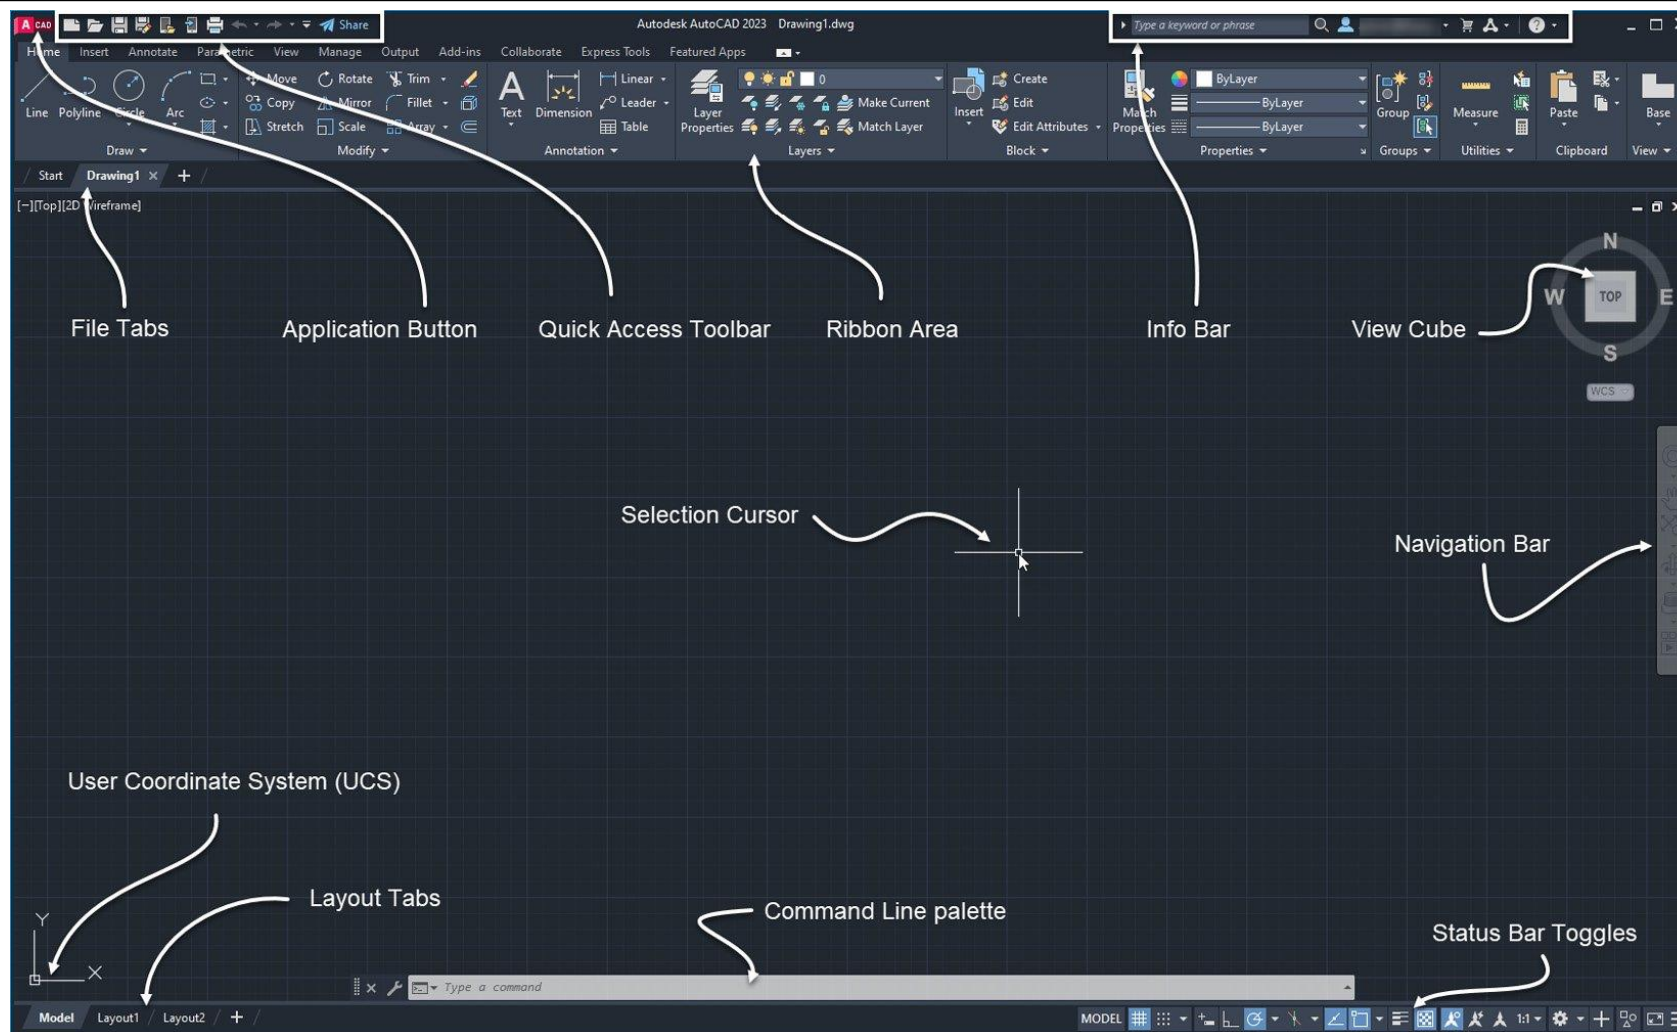 A CAD
Share
Autodesk AutoCAD 2023 Drawing1.dwg
Type a keyword or phrase
Home Insert Annotate Parametric View Manage Output Add-ins Collaborate Express Tools Featured Apps
Line Polyline Circle Arc
Move Rotate Trim
Copy Mirror Fillet
Stretch Scale Array
A Text Dimension
Linear
Leader
Table
Layer Properties
0
Make Current
Match Layer
Insert
Create
Edit
Edit Attributes
Match Properties
ByLayer
ByLayer
ByLayer
Group
Measure
Paste
Base
Draw Modify Annotation Layers Block Properties Groups Utilities Clipboard View
Start Drawing1 +
[−][Top][2D Wireframe]
N
W TOP E
S
WCS
File Tabs Application Button Quick Access Toolbar Ribbon Area Info Bar View Cube
Selection Cursor
Navigation Bar
User Coordinate System (UCS)
Layout Tabs
Command Line palette
Status Bar Toggles
Y
X
Type a command
Model Layout1 Layout2 +
MODEL 1:1